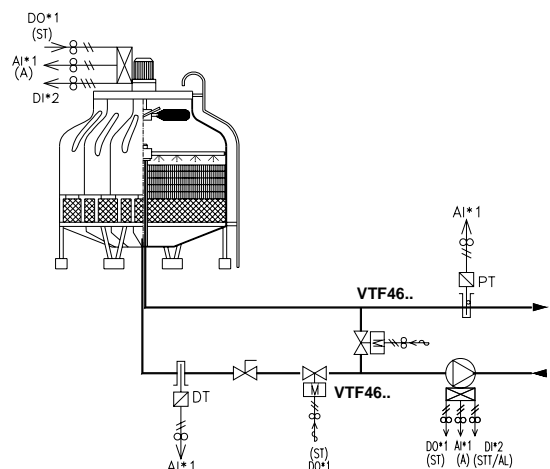 DO*1
(ST)
AI*1
(A)
DI*2
AI*1
PT
VTF46..
M
DT
M
VTF46..
AI*1
(ST)
DO*1
DO*1
(ST)
AI*1
(A)
DI*2
(STT/AL)